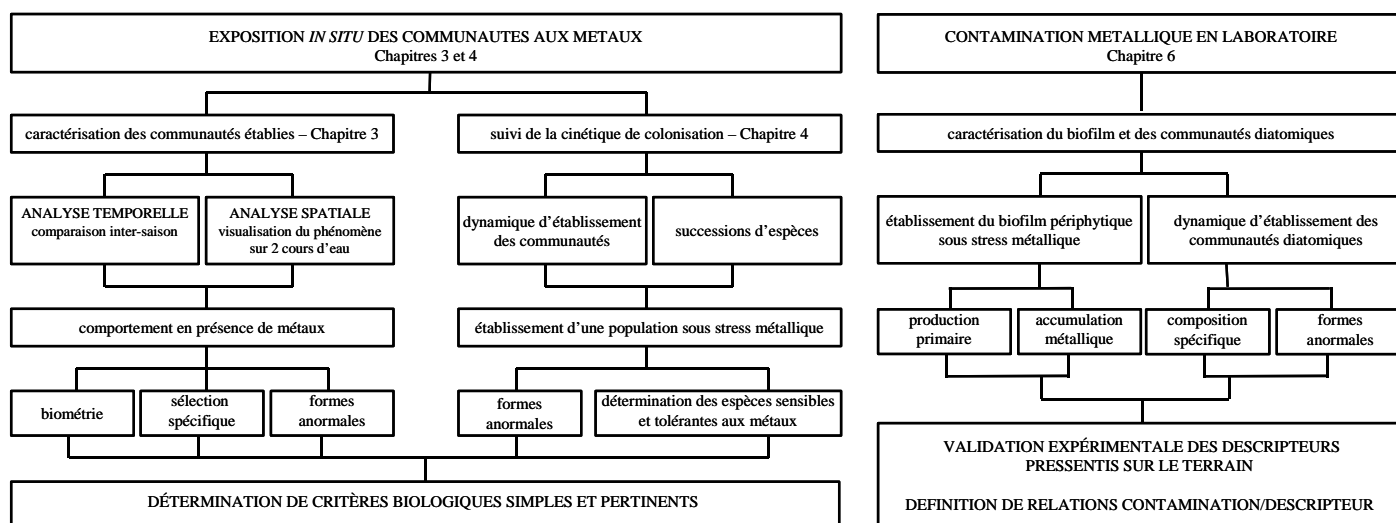 EXPOSITION IN SITU DES COMMUNAUTES AUX METAUX
Chapitres 3 et 4
caractérisation des communautés établies – Chapitre 3
suivi de la cinétique de colonisation – Chapitre 4
ANALYSE TEMPORELLE
comparaison inter-saison
ANALYSE SPATIALE
visualisation du phénomène
sur 2 cours d'eau
dynamique d'établissement
des communautés
successions d'espèces
comportement en présence de métaux
établissement d'une population sous stress métallique
biométrie
sélection
spécifique
formes
anormales
formes
anormales
détermination des espèces sensibles
et tolérantes aux métaux
DÉTERMINATION DE CRITÈRES BIOLOGIQUES SIMPLES ET PERTINENTS
CONTAMINATION METALLIQUE EN LABORATOIRE
Chapitre 6
caractérisation du biofilm et des communautés diatomiques
établissement du biofilm périphytique
sous stress métallique
dynamique d'établissement des
communautés diatomiques
production
primaire
accumulation
métallique
composition
spécifique
formes
anormales
VALIDATION EXPÉRIMENTALE DES DESCRIPTEURS
PRESSENTIS SUR LE TERRAIN
DEFINITION DE RELATIONS CONTAMINATION/DESCRIPTEUR